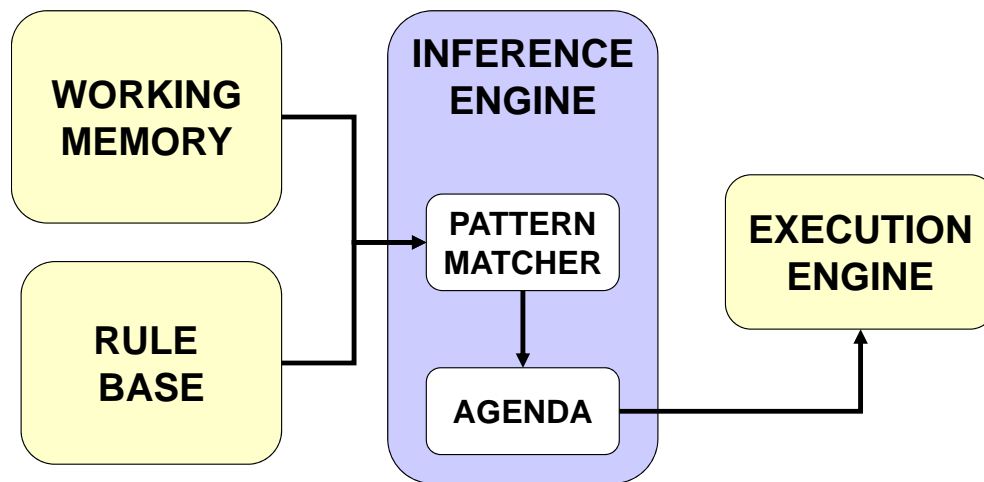 WORKING
MEMORY
RULE
BASE
INFERENCE
ENGINE
PATTERN
MATCHER
AGENDA
EXECUTION
ENGINE